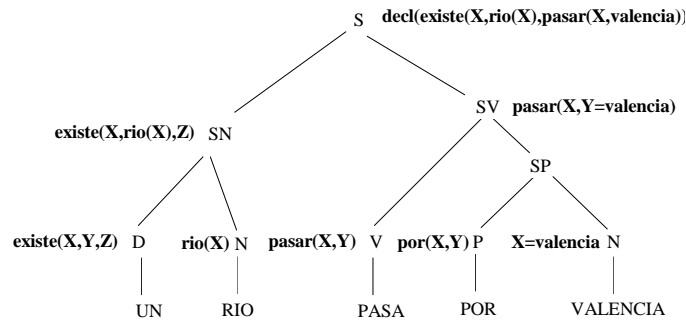 S decl(existe(X,rio(X),pasar(X,valencia)))
SV pasar(X,Y=valencia)
existe(X,rio(X),Z) SN
SP
existe(X,Y,Z) D rio(X) N pasar(X,Y) V por(X,Y) P X=valencia N
UN RIO PASA POR VALENCIA